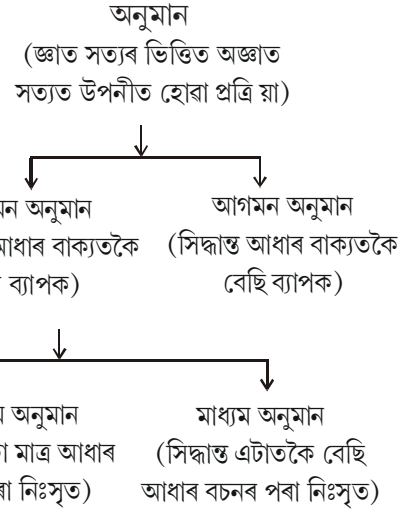 অনুমান
(জ্ঞাত সত্যৰ ভিত্তিত অজ্ঞাত
সত্যত উপনীত হোৱা প্ৰত্ৰি য়া)
অনুমান
আগমন অনুমান
আধাৰ বাক্যতকৈ
(সিদ্ধান্ত আধাৰ বাক্যতকৈ
ব্যাপক)
বেছি ব্যাপক)
অনুমান
মাধ্যম অনুমান
মাত্ৰ আধাৰ
(সিদ্ধান্ত এটাতকৈ বেছি
নিঃসৃত)
আধাৰ বচনৰ পৰা নিঃসৃত)